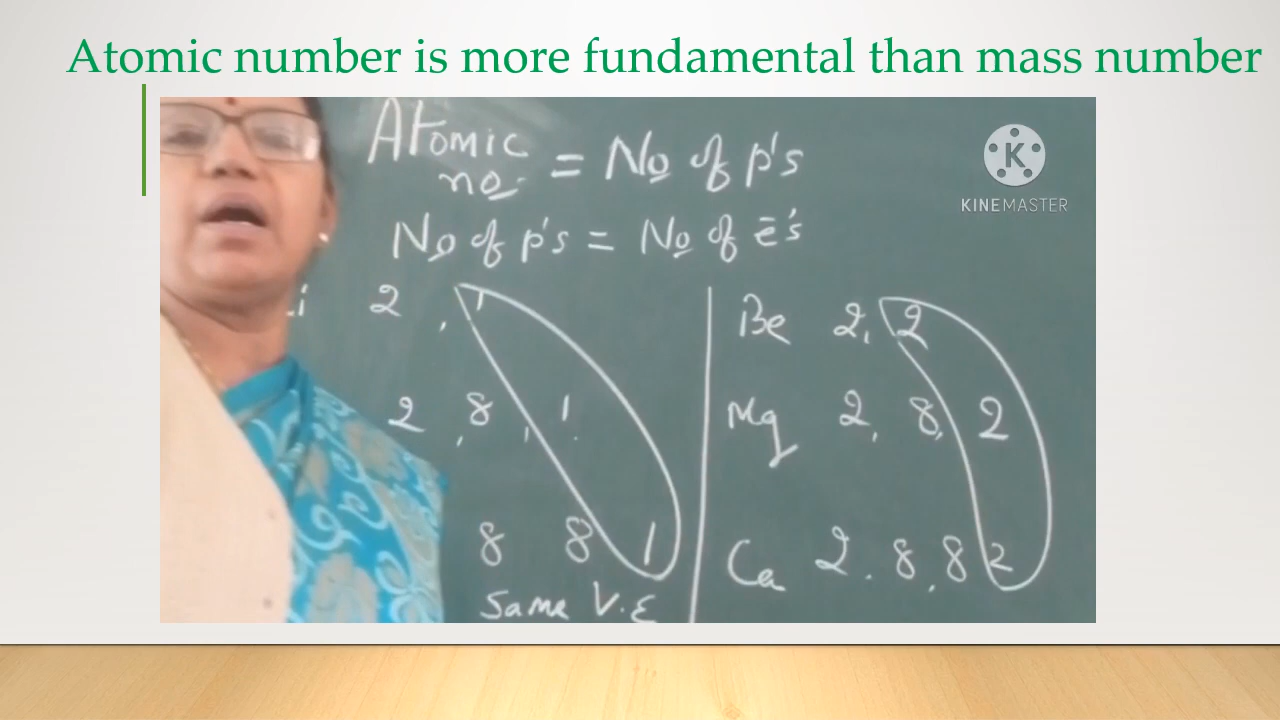 Atomic number is more fundamental than mass number
Atomic
no. = No of p's
No of p's = No of ē's
Li 2, 1
2, 8, 1
8 8 1
Same V.E
Be 2, 2
Mg 2, 8, 2
Ca 2. 8, 8 2
K
KINEMASTER